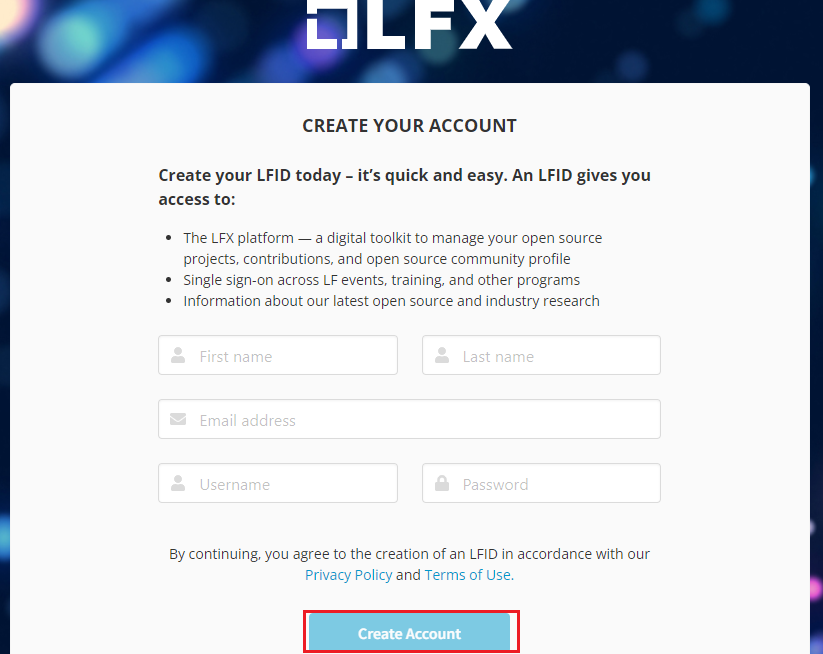 LFX
CREATE YOUR ACCOUNT
Create your LFID today – it’s quick and easy. An LFID gives you
access to:
• The LFX platform — a digital toolkit to manage your open source
projects, contributions, and open source community profile
• Single sign-on across LF events, training, and other programs
• Information about our latest open source and industry research
First name Last name
Email address
Username Password
By continuing, you agree to the creation of an LFID in accordance with our
Privacy Policy and Terms of Use.
Create Account